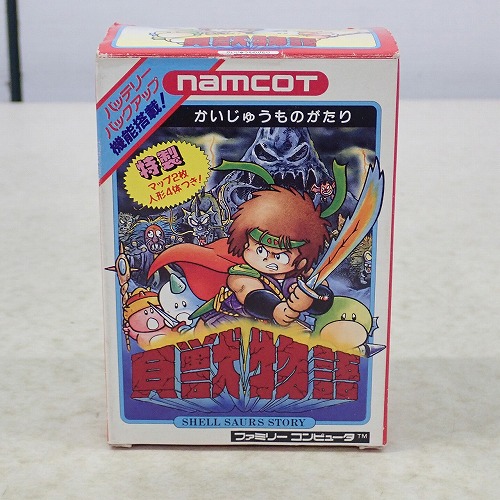 バッテリー
バックアップ
機能搭載!
namcot
かいじゅうものがたり
特製
マップ2枚
人形4体つき!
貝獣物語
SHELL SAURS STORY
ファミリーコンピュータ™